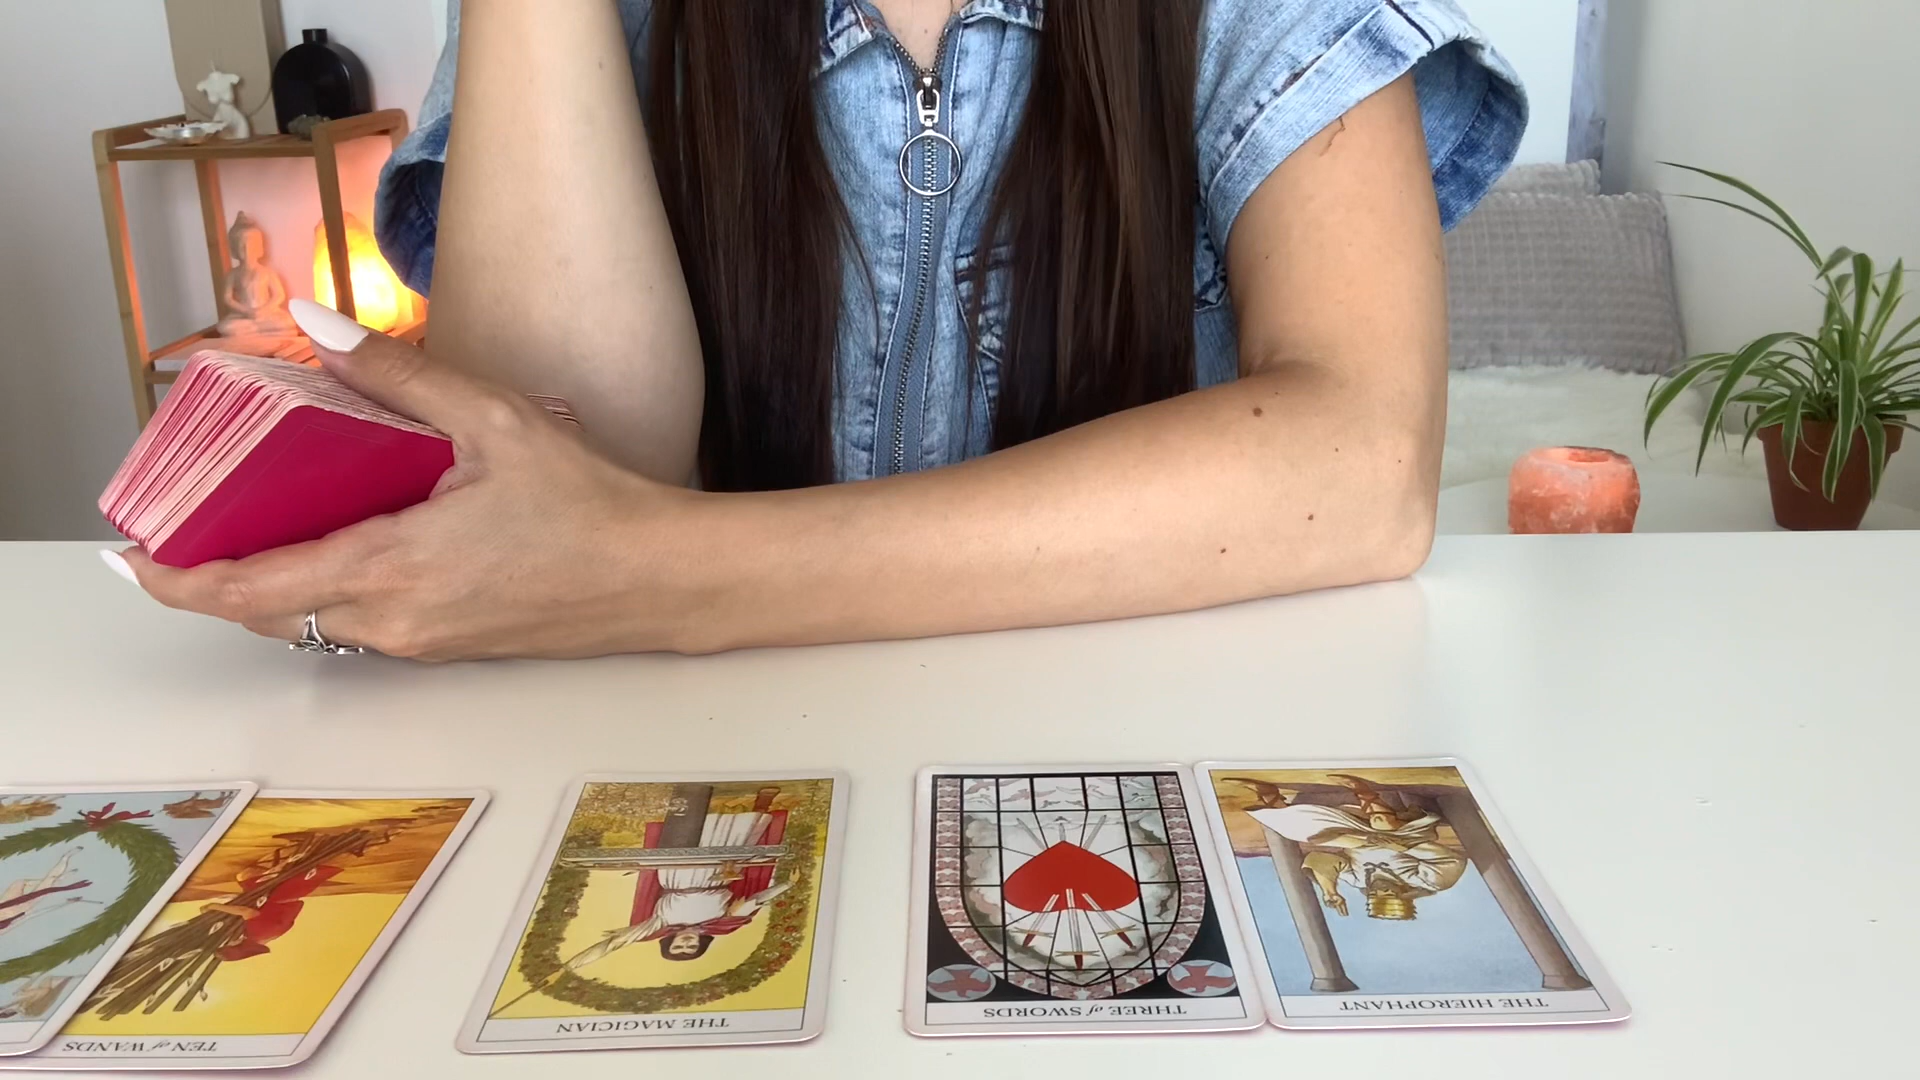 TEN of WANDS
THE MAGICIAN
THREE of SWORDS
THE HIEROPHANT